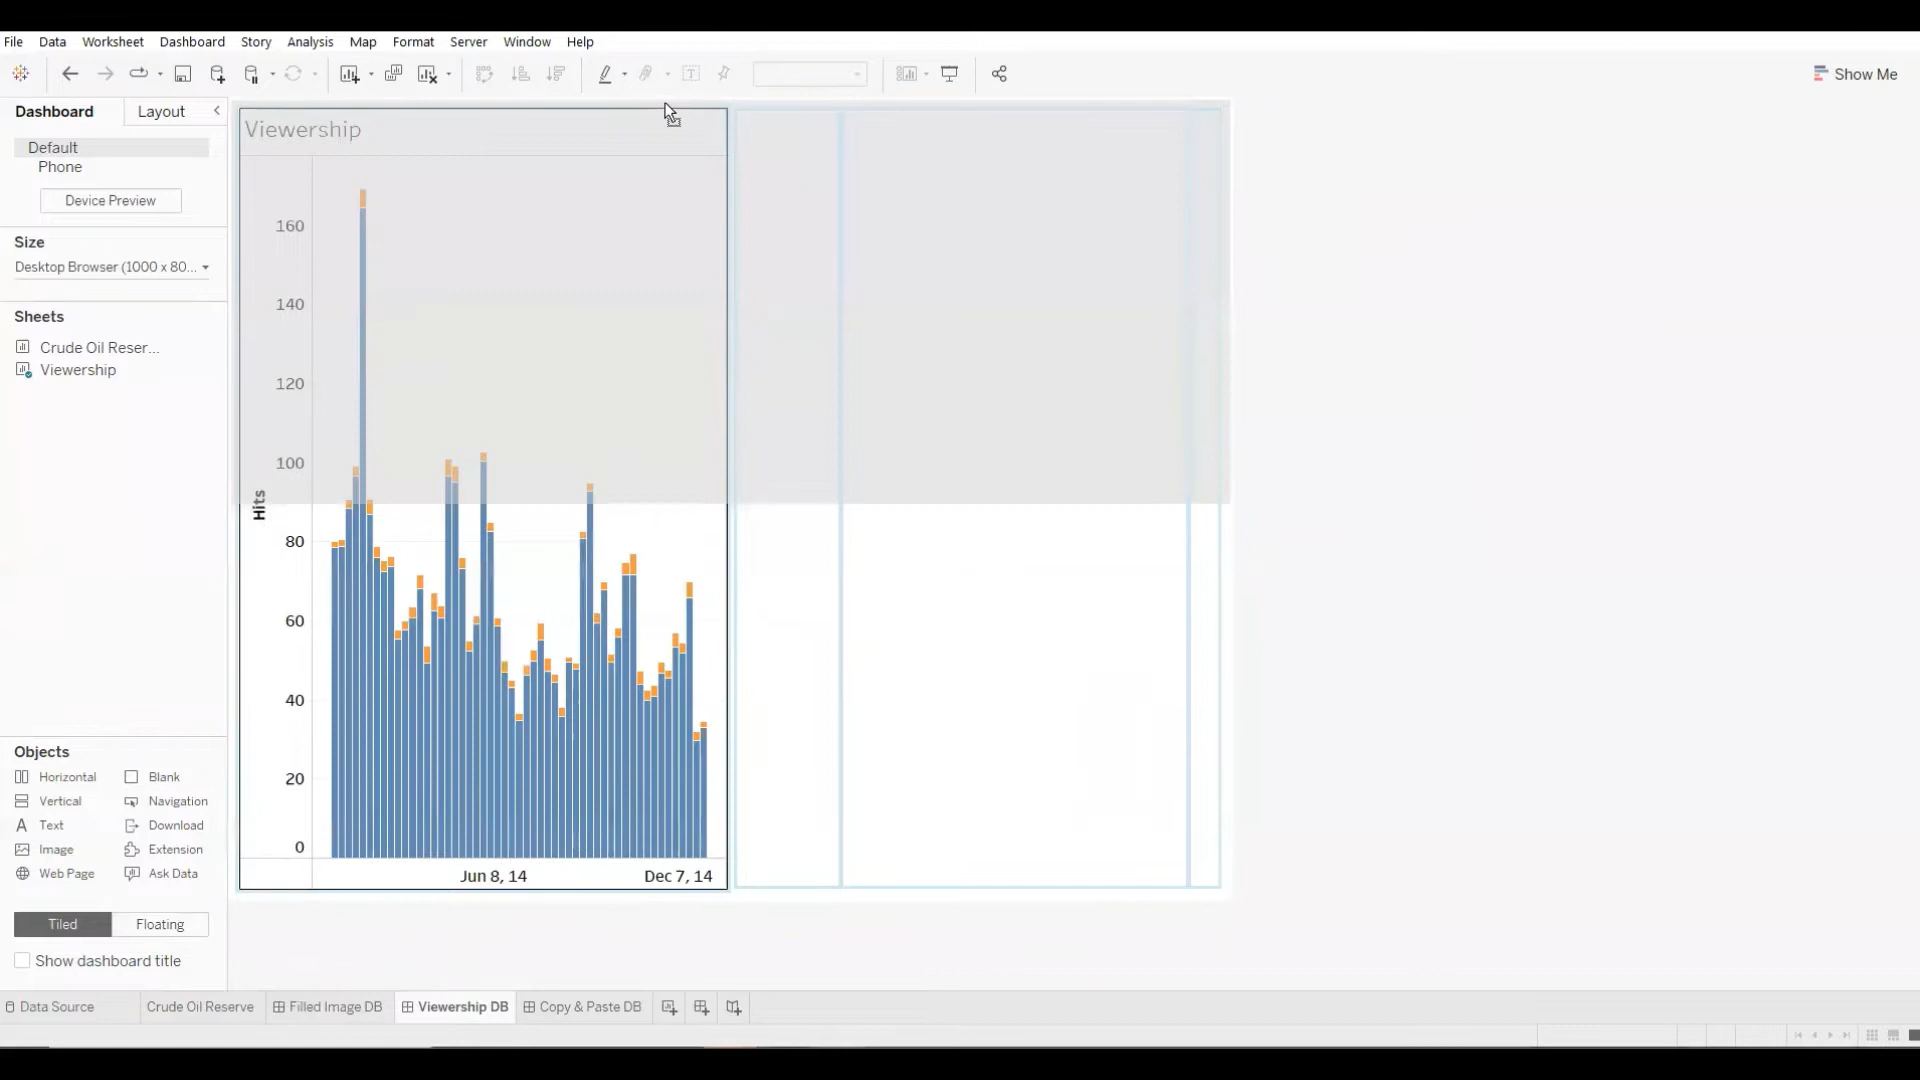 File Data Worksheet Dashboard Story Analysis Map Format Server Window Help
Show Me
Dashboard Layout
Default
Phone
Device Preview
Size
Desktop Browser (1000 x 80...
Sheets
Crude Oil Reser...
Viewership
Objects
Horizontal Blank
Vertical Navigation
Text Download
Image Extension
Web Page Ask Data
Tiled Floating
Show dashboard title
Viewership
160
140
120
100
80
60
40
20
0
Hits
Jun 8, 14 Dec 7, 14
Data Source Crude Oil Reserve Filled Image DB Viewership DB Copy & Paste DB